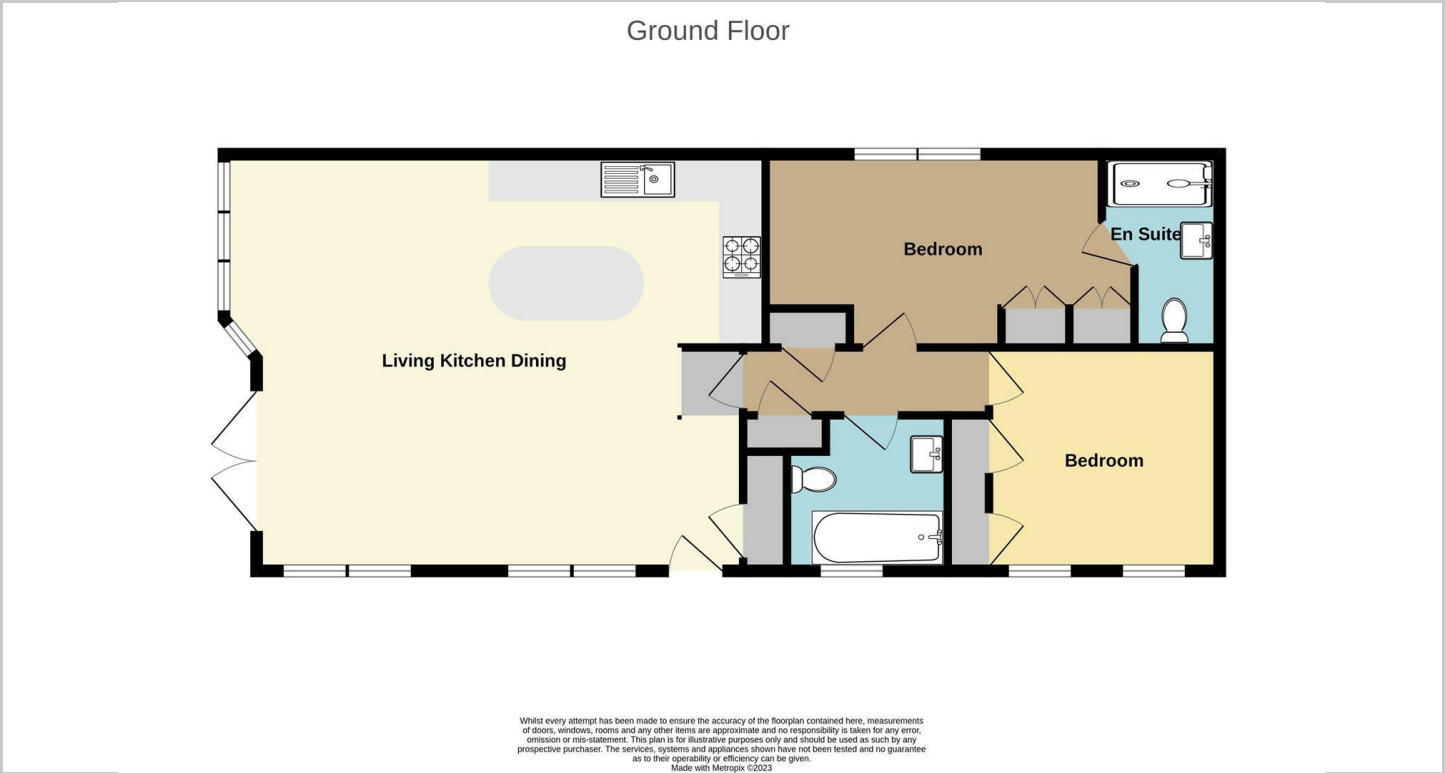 Ground Floor
En Suite
Bedroom
Living Kitchen Dining
Bedroom
Whilst every attempt has been made to ensure the accuracy of the floorplan contained here, measurements
of doors, windows, rooms and any other items are approximate and no responsibility is taken for any error,
omission or mis-statement. This plan is for illustrative purposes only and should be used as such by any
prospective purchaser. The services, systems and appliances shown have not been tested and no guarantee
as to their operability or efficiency can be given.
Made with Metropix ©2023